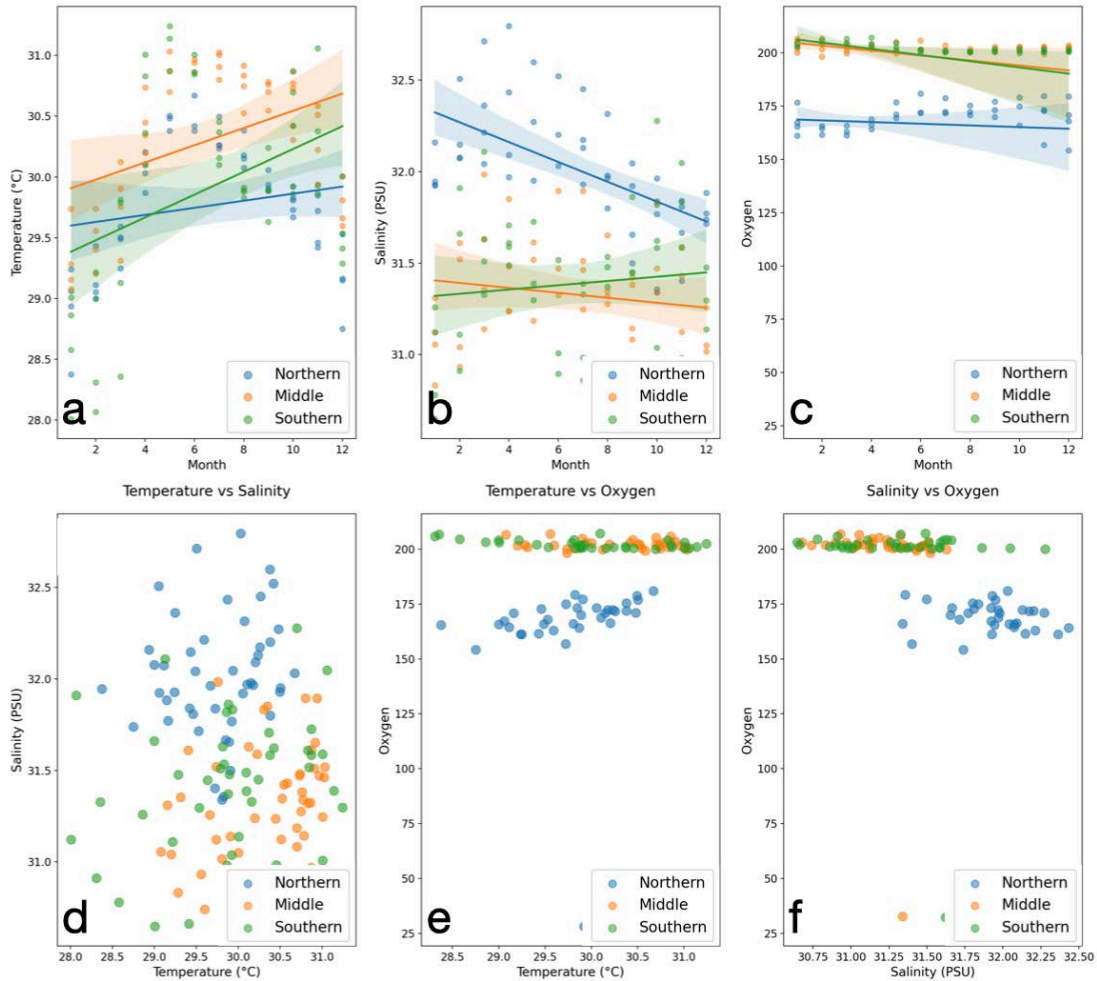 31.0
30.5
30.0
29.5
29.0
28.5
28.0
Temperature (°C)
2 4 6 8 10 12
Month
Northern
Middle
Southern
a
32.5
32.0
31.5
31.0
Salinity (PSU)
2 4 6 8 10 12
Month
Northern
Middle
Southern
b
200
175
150
125
100
75
50
25
Oxygen
2 4 6 8 10 12
Month
Northern
Middle
Southern
c
Temperature vs Salinity
32.5
32.0
31.5
31.0
Salinity (PSU)
28.0 28.5 29.0 29.5 30.0 30.5 31.0
Temperature (°C)
Northern
Middle
Southern
d
Temperature vs Oxygen
200
175
150
125
100
75
50
25
Oxygen
28.5 29.0 29.5 30.0 30.5 31.0
Temperature (°C)
Northern
Middle
Southern
e
Salinity vs Oxygen
200
175
150
125
100
75
50
25
Oxygen
30.75 31.00 31.25 31.50 31.75 32.00 32.25 32.50
Salinity (PSU)
Northern
Middle
Southern
f